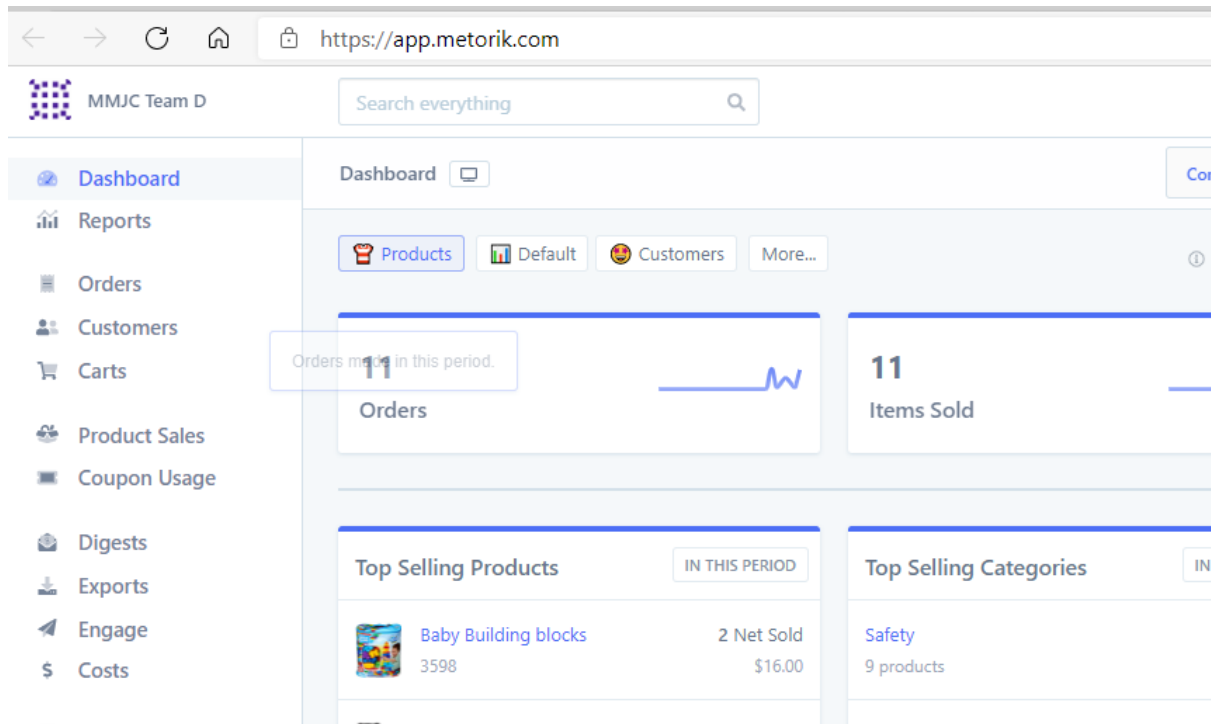 https://app.metorik.com
MMJC Team D
Search everything
Dashboard
Reports
Orders
Customers
Carts
Product Sales
Coupon Usage
Digests
Exports
Engage
$ Costs
Dashboard
Products
Default
Customers
More...
Orders made in this period.
11
Orders
11
Items Sold
Top Selling Products
IN THIS PERIOD
Baby Building blocks
2 Net Sold
3598
$16.00
Top Selling Categories
IN
Safety
9 products